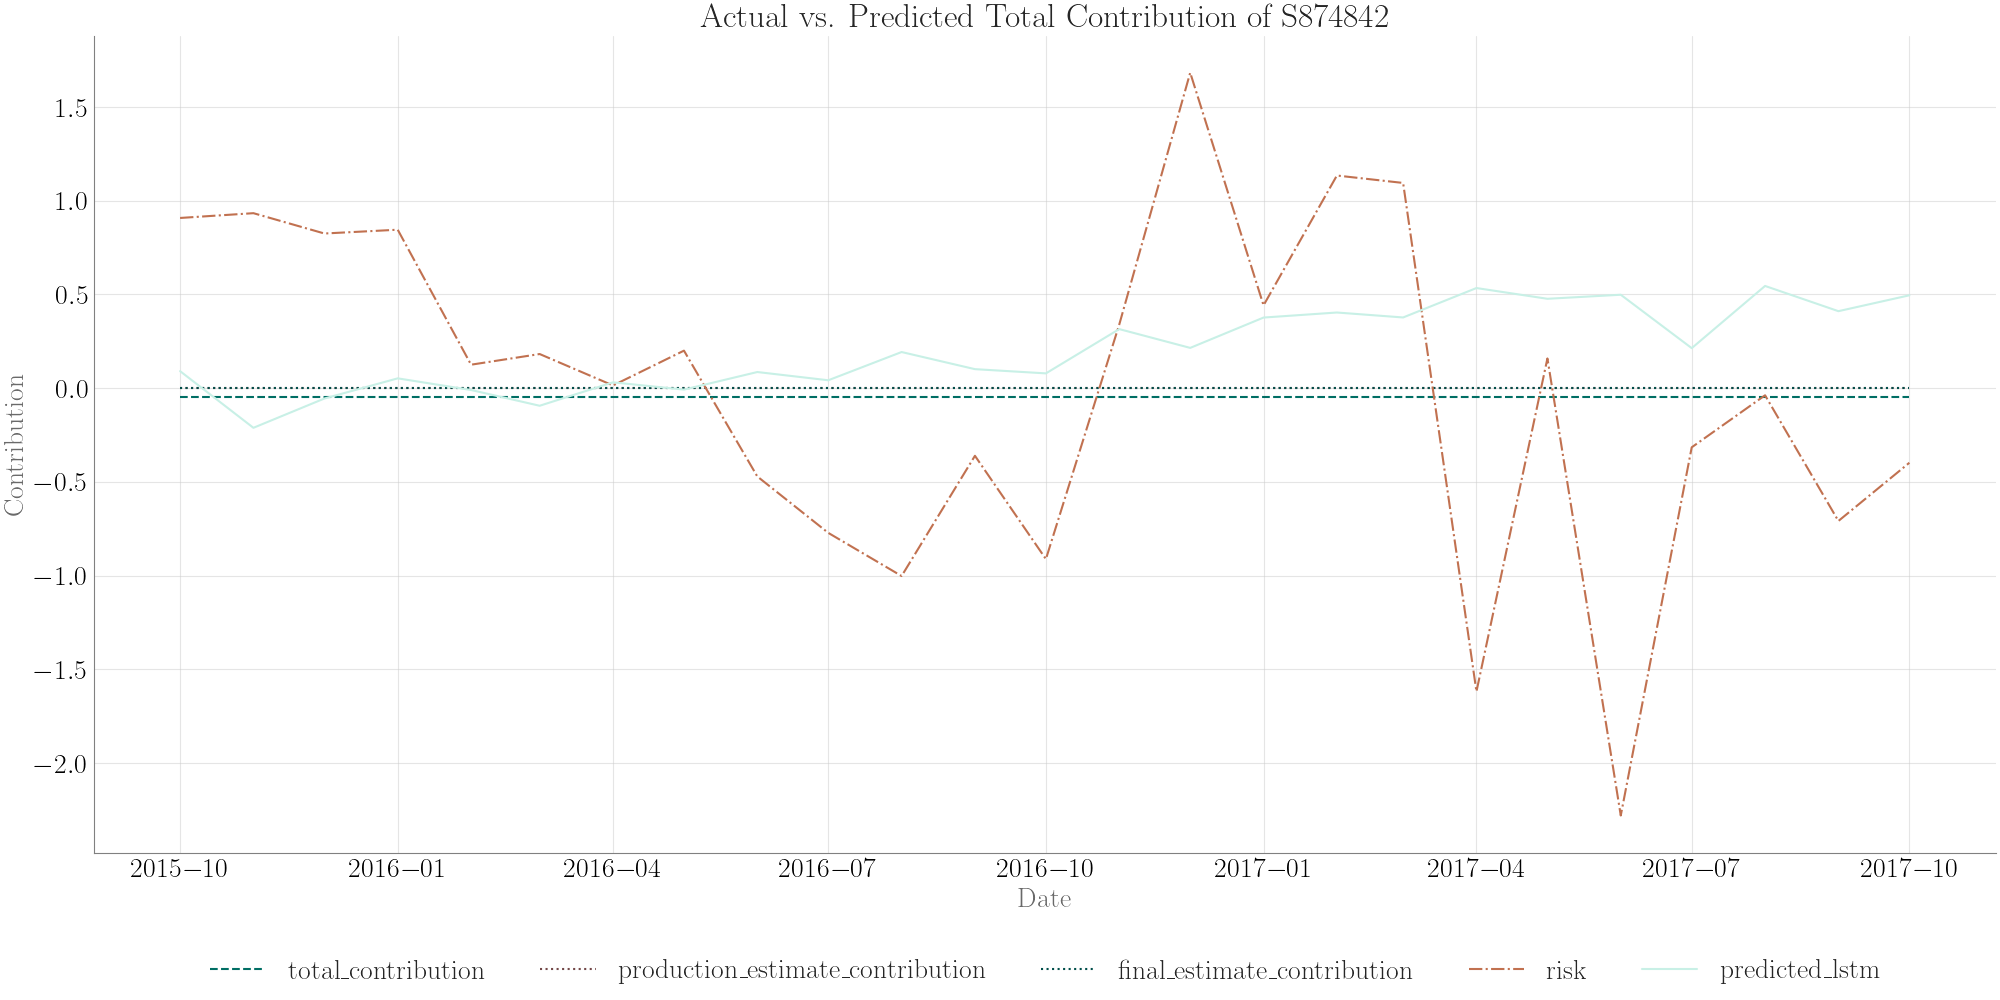 Actual vs. Predicted Total Contribution of S874842
Contribution
1.5
1.0
0.5
0.0
−0.5
−1.0
−1.5
−2.0
2015−10 2016−01 2016−04 2016−07 2016−10 2017−01 2017−04 2017−07 2017−10
Date
total_contribution production_estimate_contribution final_estimate_contribution risk predicted_lstm